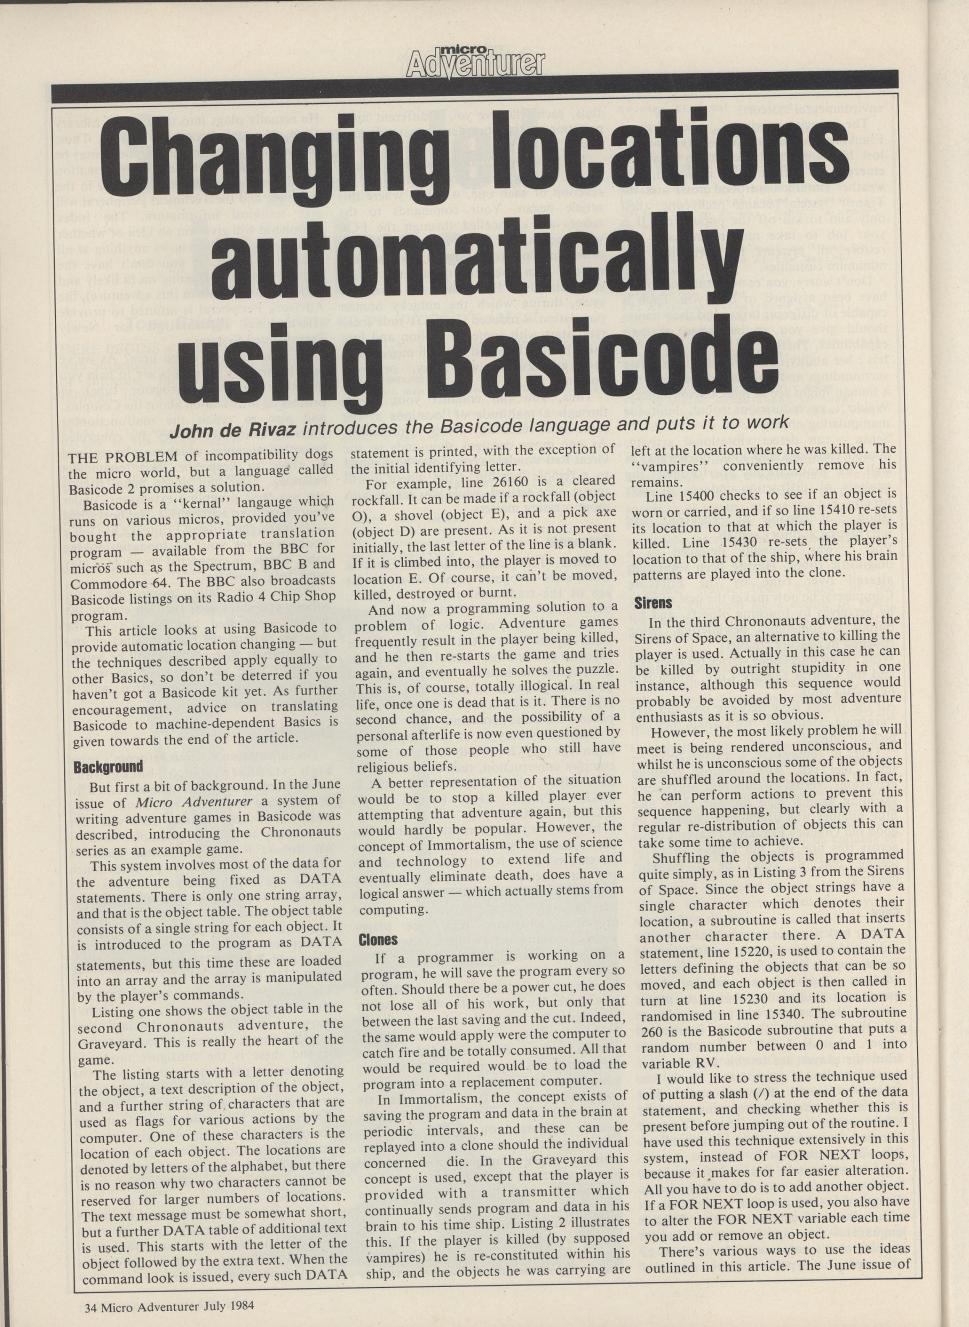 micro
Adventurer
Changing locations
automatically
using Basicode
John de Rivaz introduces the Basicode language and puts it to work
THE PROBLEM of incompatibility dogs
the micro world, but a language called
Basicode 2 promises a solution.
Basicode is a “kernal” langauge which
runs on various micros, provided you've
bought the appropriate translation
program — available from the BBC for
micros such as the Spectrum, BBC B and
Commodore 64. The BBC also broadcasts
Basicode listings on its Radio 4 Chip Shop
program.
This article looks at using Basicode to
provide automatic location changing — but
the techniques described apply equally to
other Basics, so don't be deterred if you
haven't got a Basicode kit yet. As further
encouragement, advice on translating
Basicode to machine-dependent Basics is
given towards the end of the article.
Background
But first a bit of background. In the June
issue of Micro Adventurer a system of
writing adventure games in Basicode was
described, introducing the Chrononauts
series as an example game.
This system involves most of the data for
the adventure being fixed as DATA
statements. There is only one string array,
and that is the object table. The object table
consists of a single string for each object. It
is introduced to the program as DATA
statements, but this time these are loaded
into an array and the array is manipulated
by the player's commands.
Listing one shows the object table in the
second Chrononauts adventure, the
Graveyard. This is really the heart of the
game.
The listing starts with a letter denoting
the object, a text description of the object,
and a further string of characters that are
used as flags for various actions by the
computer. One of these characters is the
location of each object. The locations are
denoted by letters of the alphabet, but there
is no reason why two characters cannot be
reserved for larger numbers of locations.
The text message must be somewhat short,
but a further DATA table of additional text
is used. This starts with the letter of the
object followed by the extra text. When the
command look is issued, every such DATA
statement is printed, with the exception of
the initial identifying letter.
For example, line 26160 is a cleared
rockfall. It can be made if a rockfall (object
O), a shovel (object E), and a pick axe
(object D) are present. As it is not present
initially, the last letter of the line is a blank.
If it is climbed into, the player is moved to
location E. Of course, it can't be moved,
killed, destroyed or burnt.
And now a programming solution to a
problem of logic. Adventure games
frequently result in the player being killed,
and he then re-starts the game and tries
again, and eventually he solves the puzzle.
This is, of course, totally illogical. In real
life, once one is dead that is it. There is no
second chance, and the possibility of a
personal afterlife is now even questioned by
some of those people who still have
religious beliefs.
A better representation of the situation
would be to stop a killed player ever
attempting that adventure again, but this
would hardly be popular. However, the
concept of Immortalism, the use of science
and technology to extend life and
eventually eliminate death, does have a
logical answer — which actually stems from
computing.
Clones
If a programmer is working on a
program, he will save the program every so
often. Should there be a power cut, he does
not lose all of his work, but only that
between the last saving and the cut. Indeed,
the same would apply were the computer to
catch fire and be totally consumed. All that
would be required would be to load the
program into a replacement computer.
In Immortalism, the concept exists of
saving the program and data in the brain at
periodic intervals, and these can be
replayed into a clone should the individual
concerned die. In the Graveyard this
concept is used, except that the player is
provided with a transmitter which
continually sends program and data in his
brain to his time ship. Listing 2 illustrates
this. If the player is killed (by supposed
vampires) he is re-constituted within his
ship, and the objects he was carrying are
left at the location where he was killed. The
“vampires” conveniently remove his
remains.
Line 15400 checks to see if an object is
worn or carried, and if so line 15410 re-sets
its location to that at which the player is
killed. Line 15430 re-sets the player's
location to that of the ship, where his brain
patterns are played into the clone.
Sirens
In the third Chrononauts adventure, the
Sirens of Space, an alternative to killing the
player is used. Actually in this case he can
be killed by outright stupidity in one
instance, although this sequence would
probably be avoided by most adventure
enthusiasts as it is so obvious.
However, the most likely problem he will
meet is being rendered unconscious, and
whilst he is unconscious some of the objects
are shuffled around the locations. In fact,
he can perform actions to prevent this
sequence happening, but clearly with a
regular re-distribution of objects this can
take some time to achieve.
Shuffling the objects is programmed
quite simply, as in Listing 3 from the Sirens
of Space. Since the object strings have a
single character which denotes their
location, a subroutine is called that inserts
another character there. A DATA
statement, line 15220, is used to contain the
letters defining the objects that can be so
moved, and each object is then called in
turn at line 15230 and its location is
randomised in line 15340. The subroutine
260 is the Basicode subroutine that puts a
random number between 0 and 1 into
variable RV.
I would like to stress the technique used
of putting a slash (/) at the end of the data
statement, and checking whether this is
present before jumping out of the routine. I
have used this technique extensively in this
system, instead of FOR NEXT loops,
because it makes for far easier alteration.
All you have to do is to add another object.
If a FOR NEXT loop is used, you also have
to alter the FOR NEXT variable each time
you add or remove an object.
There's various ways to use the ideas
outlined in this article. The June issue of
34 Micro Adventurer July 1984